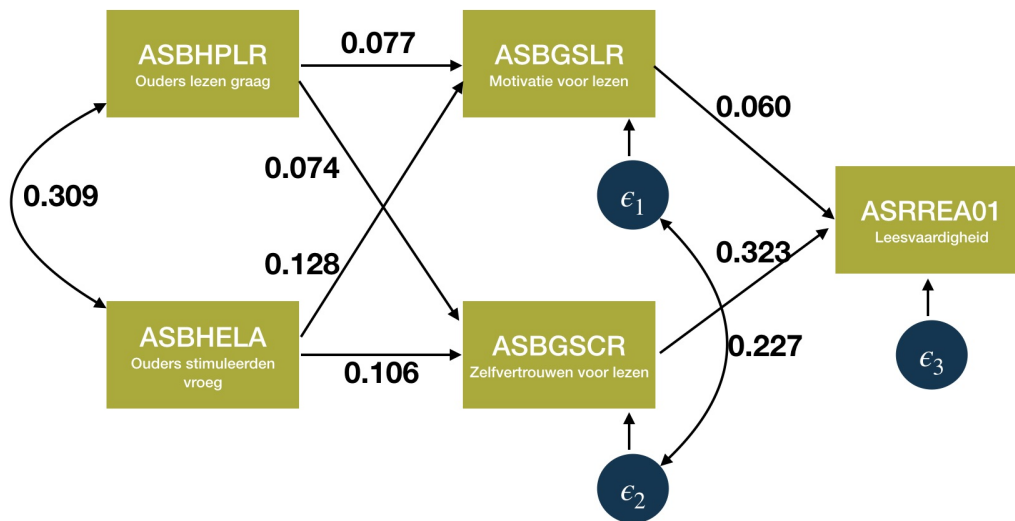 ASBHPLR
Ouders lezen graag
0.077
ASBGSLR
Motivatie voor lezen
0.060
0.074
0.309
ϵ1
ASRREA01
Leesvaardigheid
0.128
0.323
ASBHELA
Ouders stimuleerden
vroeg
0.106
ASBGSCR
Zelfvertrouwen voor lezen
0.227
ϵ3
ϵ2